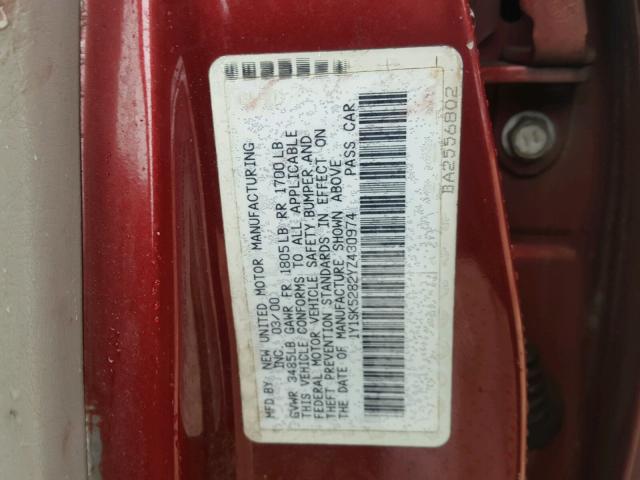 MFD BY NEW UNITED MOTOR MANUFACTURING
INC 03/00
GVWR 3485LB GAWR FR 1805LB RR 1700LB
THIS VEHICLE CONFORMS TO ALL APPLICABLE
FEDERAL MOTOR VEHICLE SAFETY BUMPER AND
THEFT PREVENTION STANDARDS IN EFFECT ON
THE DATE OF MANUFACTURE SHOWN ABOVE
1Y1SK5282YZ430974 PASS CAR
BA2556802